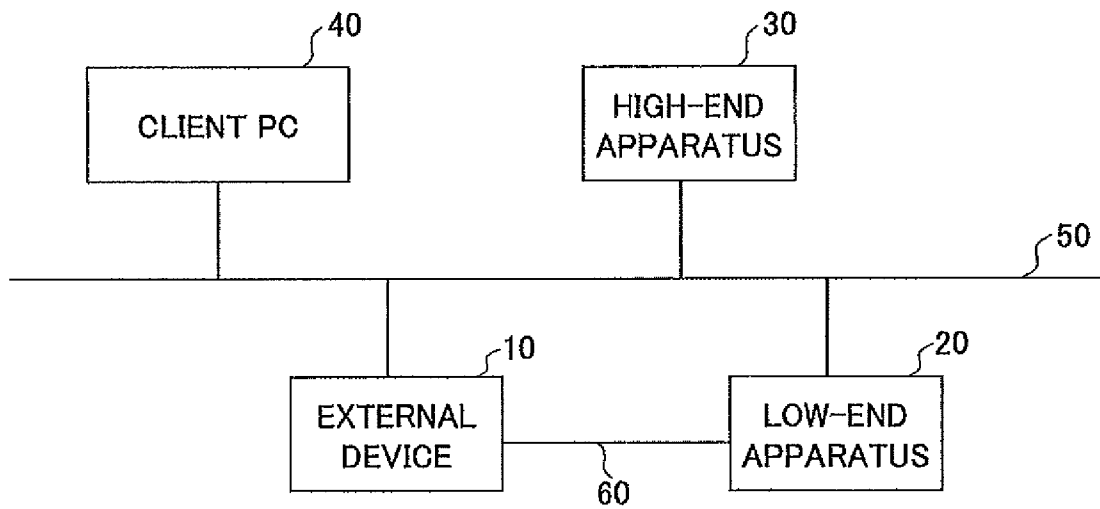 40
CLIENT PC
30
HIGH-END
APPARATUS
50
10
EXTERNAL
DEVICE
20
LOW-END
APPARATUS
60